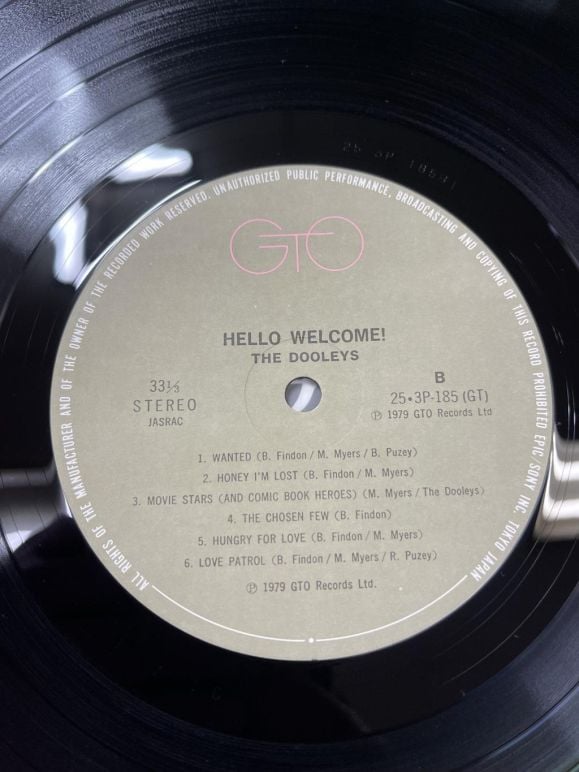 25 3P 185B1
ALL RIGHTS OF THE MANUFACTURER AND OF THE OWNER OF THE RECORDED WORK RESERVED. UNAUTHORIZED PUBLIC PERFORMANCE, BROADCASTING AND COPYING OF THIS RECORD PROHIBITED EPIC/SONY INC. TOKYO JAPAN
GTO
HELLO WELCOME!
THE DOOLEYS
33⅓
STEREO
JASRAC
B
25•3P-185 (GT)
Ⓟ 1979 GTO Records Ltd
1. WANTED (B. Findon / M. Myers / B. Puzey)
2. HONEY I'M LOST (B. Findon / M. Myers)
3. MOVIE STARS (AND COMIC BOOK HEROES) (M. Myers / The Dooleys)
4. THE CHOSEN FEW (B. Findon)
5. HUNGRY FOR LOVE (B. Findon / M. Myers)
6. LOVE PATROL (B. Findon / M. Myers / R. Puzey)
Ⓟ 1979 GTO Records Ltd.